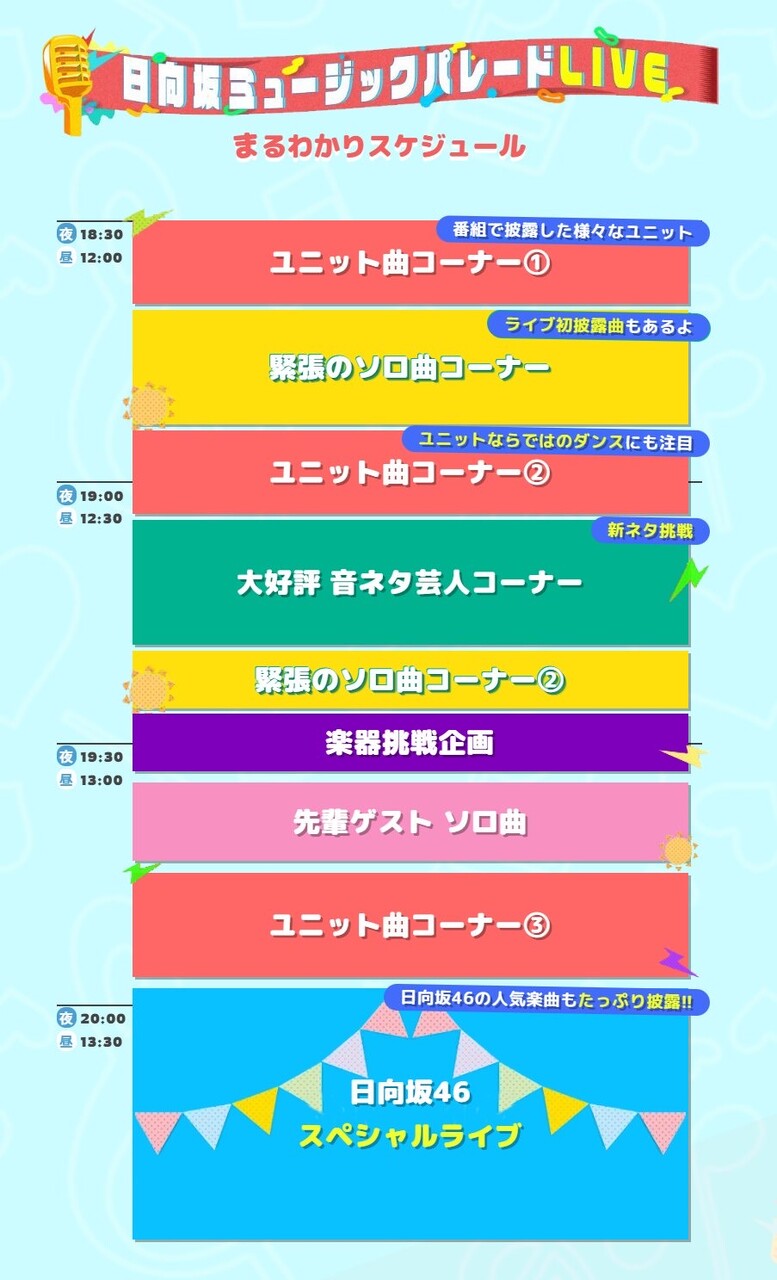 日向坂ミュージックパレードLIVE
まるわかりスケジュール
夜 18:30
昼 12:00
番組で披露した様々なユニット
ユニット曲コーナー①
ライブ初披露曲もあるよ
緊張のソロ曲コーナー
ユニットならではのダンスにも注目
ユニット曲コーナー②
夜 19:00
昼 12:30
新ネタ挑戦
大好評 音ネタ芸人コーナー
緊張のソロ曲コーナー②
楽器挑戦企画
夜 19:30
昼 13:00
先輩ゲスト ソロ曲
ユニット曲コーナー③
日向坂46の人気楽曲もたっぷり披露!!
夜 20:00
昼 13:30
日向坂46
スペシャルライブ